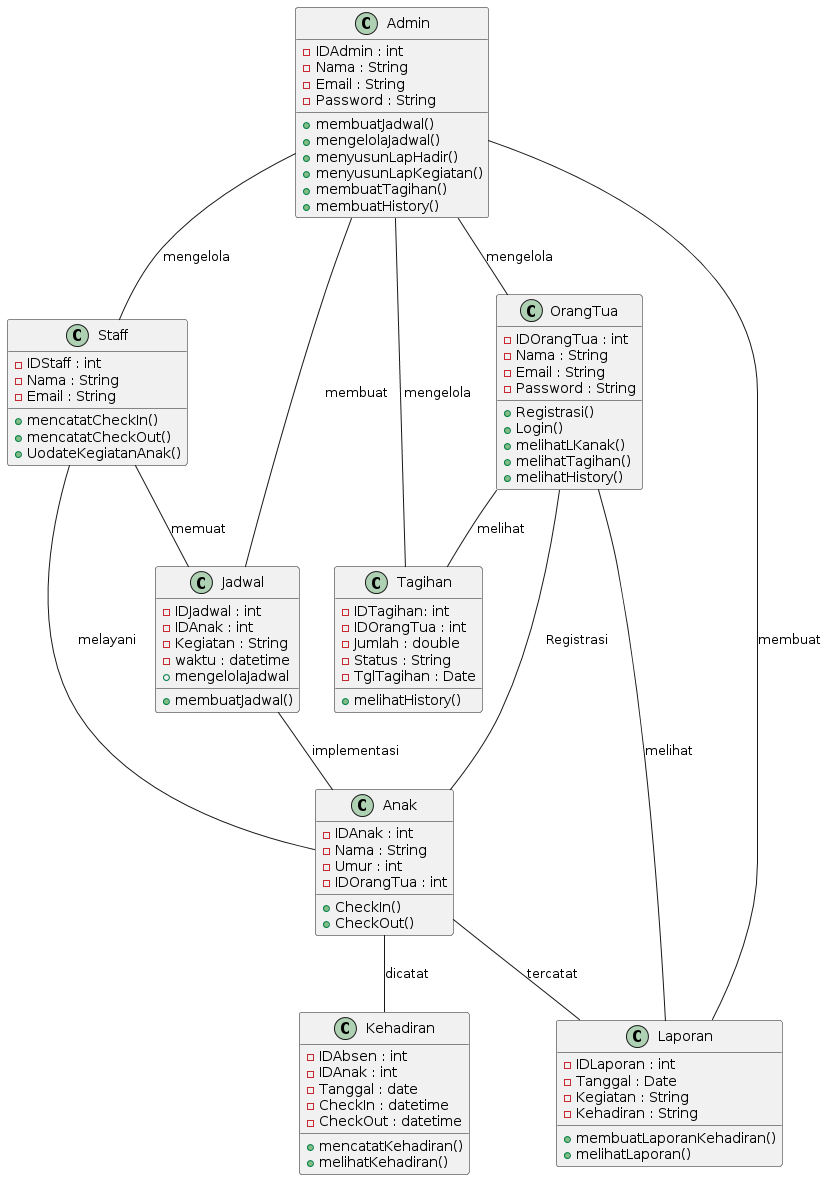 C Admin
IDAdmin : int
Nama : String
Email : String
Password : String
membuatJadwal()
mengelolaJadwal()
menyusunLapHadir()
menyusunLapKegiatan()
membuatTagihan()
membuatHistory()
mengelola
mengelola
C Staff
IDStaff : int
Nama : String
Email : String
mencatatCheckIn()
mencatatCheckOut()
UodateKegiatanAnak()
C OrangTua
IDOrangTua : int
Nama : String
Email : String
Password : String
Registrasi()
Login()
melihatLKanak()
melihatTagihan()
melihatHistory()
membuat
mengelola
memuat
melihat
C Jadwal
IDJadwal : int
IDAnak : int
Kegiatan : String
waktu : datetime
mengelolaJadwal
membuatJadwal()
C Tagihan
IDTagihan: int
IDOrangTua : int
Jumlah : double
Status : String
TglTagihan : Date
melihatHistory()
melayani
Registrasi
membuat
implementasi
melihat
C Anak
IDAnak : int
Nama : String
Umur : int
IDOrangTua : int
CheckIn()
CheckOut()
dicatat
tercatat
C Kehadiran
IDAbsen : int
IDAnak : int
Tanggal : date
CheckIn : datetime
CheckOut : datetime
mencatatKehadiran()
melihatKehadiran()
C Laporan
IDLaporan : int
Tanggal : Date
Kegiatan : String
Kehadiran : String
membuatLaporanKehadiran()
melihatLaporan()